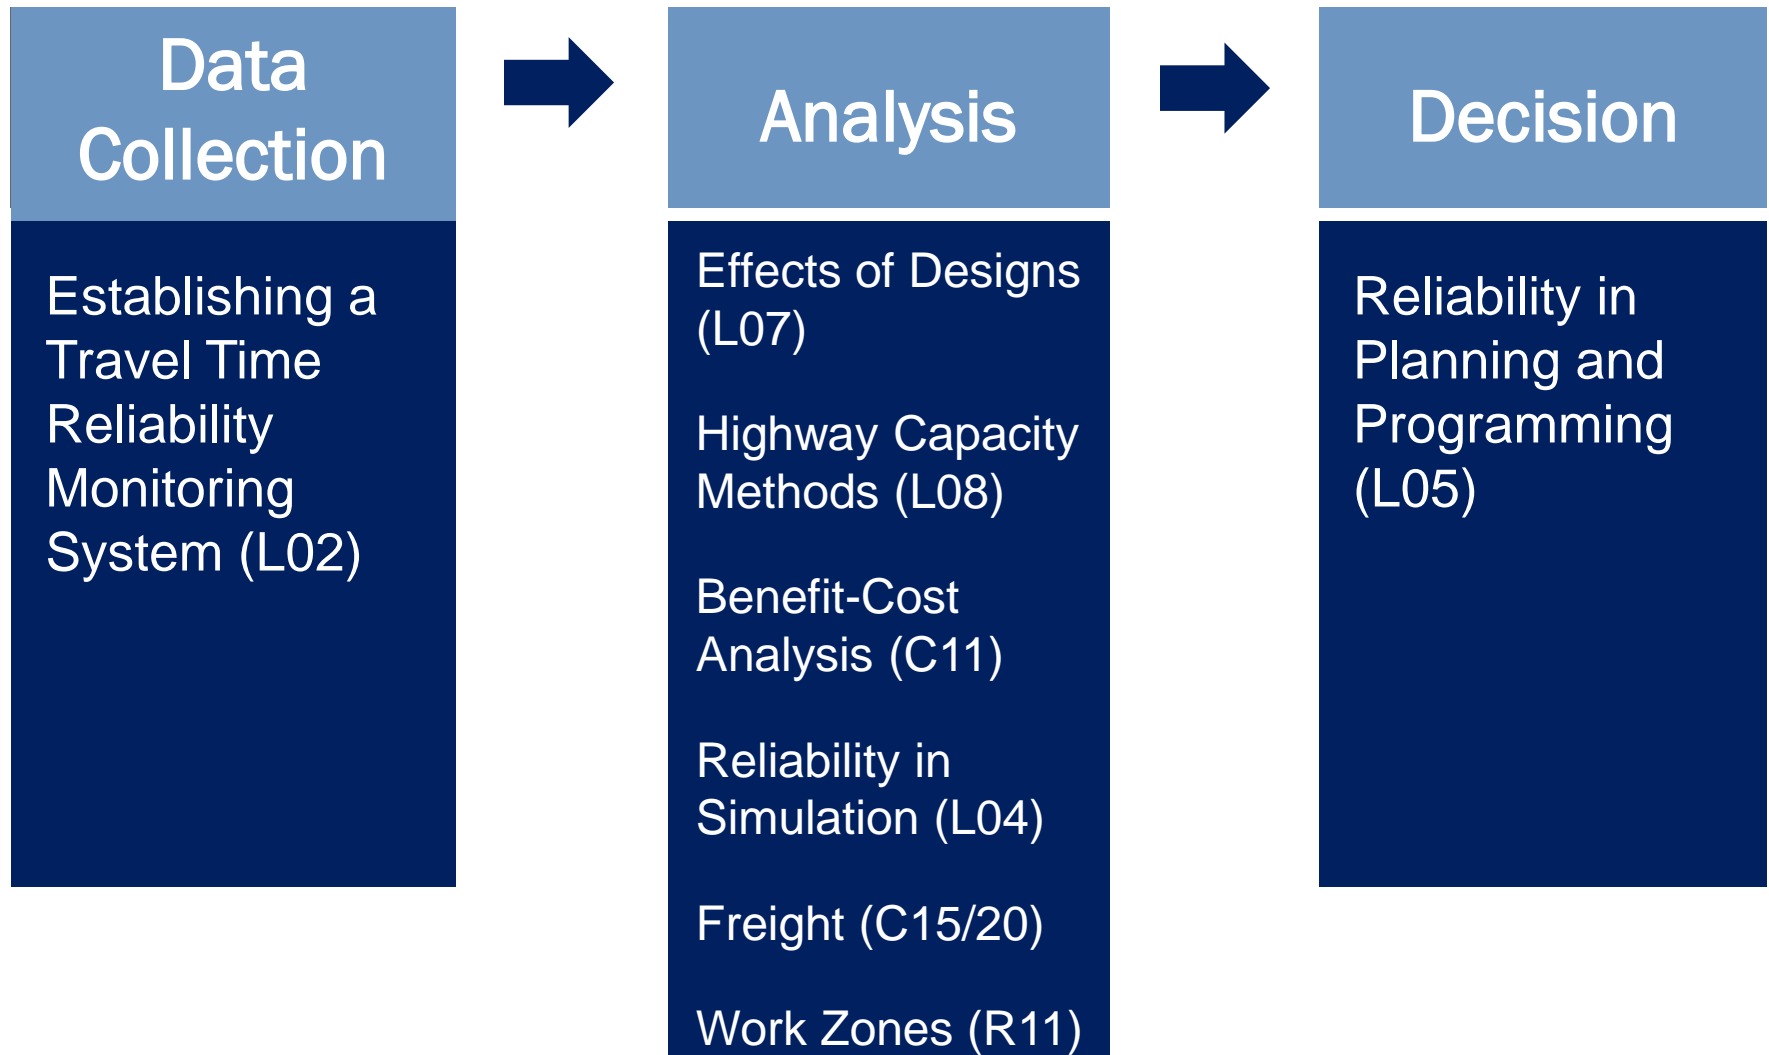 Data
Collection
Establishing a
Travel Time
Reliability
Monitoring
System (L02)
Analysis
Effects of Designs
(L07)
Highway Capacity
Methods (L08)
Benefit-Cost
Analysis (C11)
Reliability in
Simulation (L04)
Freight (C15/20)
Work Zones (R11)
Decision
Reliability in
Planning and
Programming
(L05)